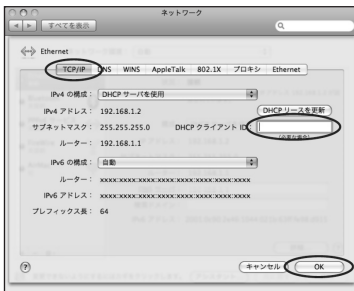 ネットワーク
すべてを表示
Ethernet
TCP/IP DNS WINS AppleTalk 802.1X プロキシ Ethernet
IPv4 の構成： DHCP サーバを使用
IPv4 アドレス： 192.168.1.2 DHCP リースを更新
サブネットマスク： 255.255.255.0 DHCP クライアント ID：
ルーター： 192.168.1.1 (必要な場合)
IPv6 の構成： 自動
ルーター： xxxx:xxxx:xxxx:xxxx:xxxx:xxxx:xxxx:xxxx
IPv6 アドレス： xxxx:xxxx:xxxx:xxxx:xxxx:xxxx:xxxx:xxxx
プレフィックス長： 64
? キャンセル OK